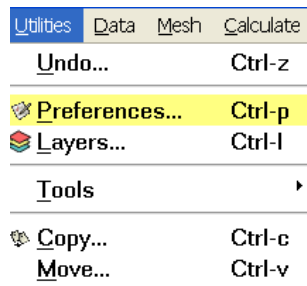 Utilities Data Mesh Calculate
Undo... Ctrl-z
Preferences... Ctrl-p
Layers... Ctrl-l
Tools
Copy... Ctrl-c
Move... Ctrl-v